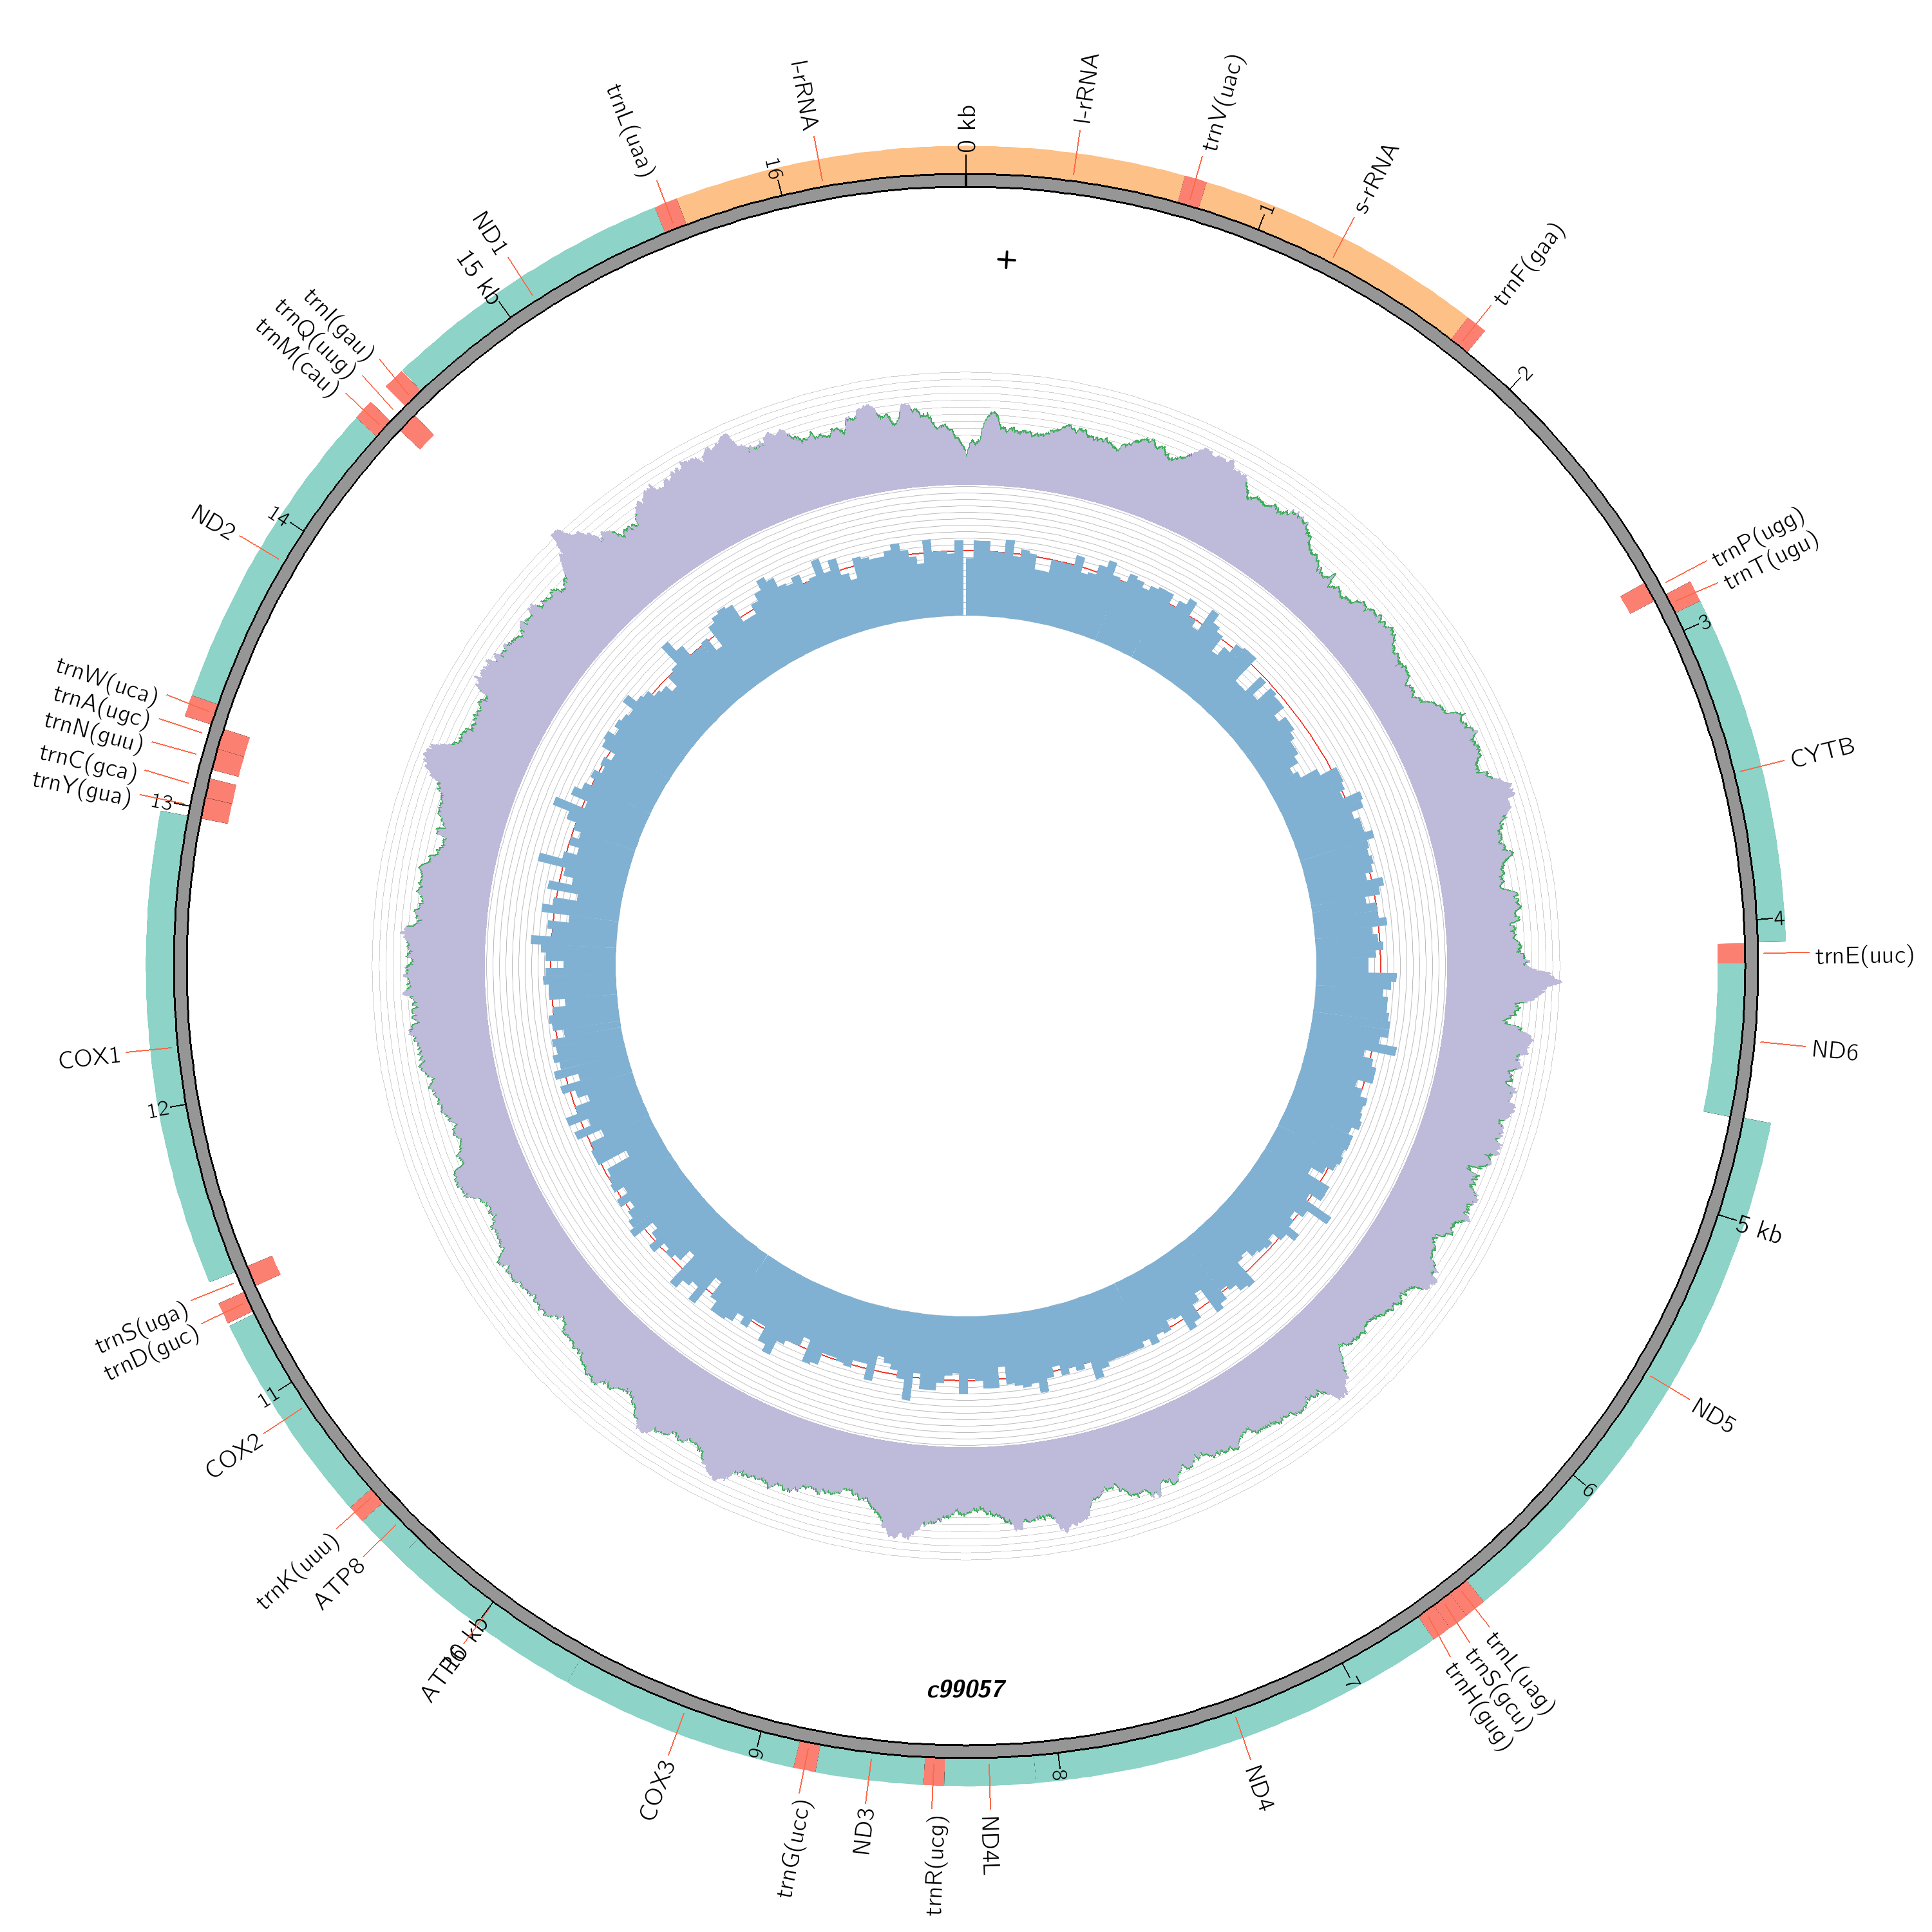 0 kb
l-rRNA
trnV(uac)
1
s-rRNA
trnF(gaa)
2
trnP(ugg)
trnT(ugu)
3
CYTB
4
trnE(uuc)
ND6
5 kb
ND5
6
trnL(uag)
trnS(gcu)
trnH(gug)
7
ND4
8
ND4L
trnR(ucg)
ND3
trnG(ucc)
9
COX3
10 kb
ATP6
ATP8
trnK(uuu)
COX2
11
trnD(guc)
trnS(uga)
12
COX1
13
trnY(gua)
trnC(gca)
trnN(guu)
trnA(ugc)
trnW(uca)
ND2
14
trnM(cau)
trnQ(uug)
trnI(gau)
15 kb
ND1
trnL(uaa)
16
l-rRNA
+
c99057